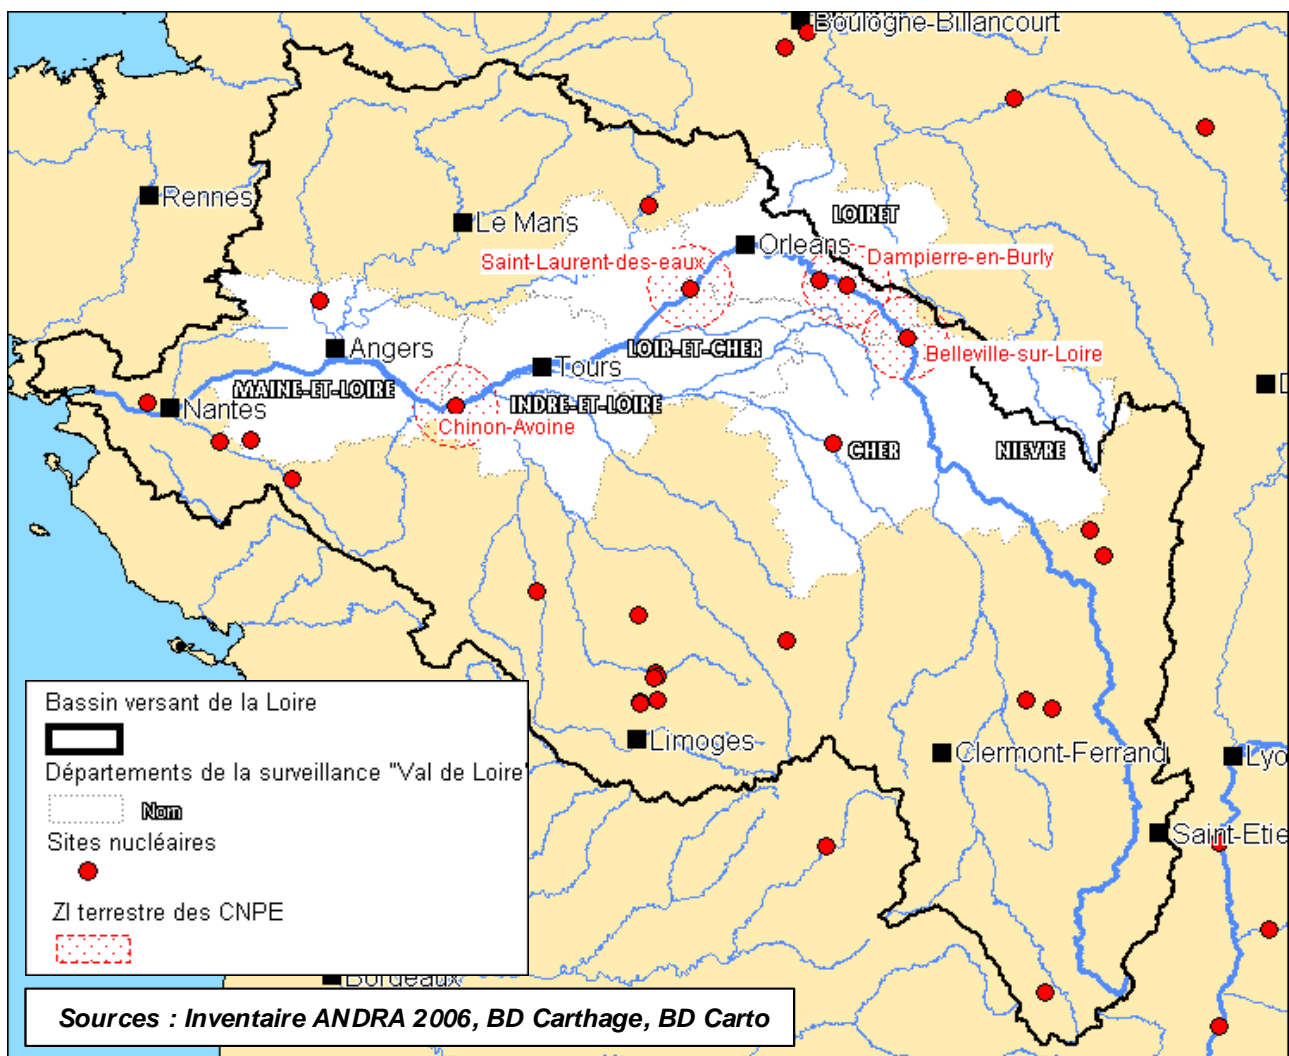 Boulogne-Billancourt
Rennes
Le Mans
LOIRET
Orleans
Saint-Laurent-des-eaux
Dampierre-en-Burly
Angers
LOIR-ET-CHER
Belleville-sur-Loire
Tours
MAINE-ET-LOIRE
INDRE-ET-LOIRE
Nantes
Chinon-Avoine
CHER
NIEVRE
Limoges
Clermont-Ferrand
Lyo
Saint-Etie
Bassin versant de la Loire
Départements de la surveillance "Val de Loire"
Nom
Sites nucléaires
ZI terrestre des CNPE
Bordeaux
Sources : Inventaire ANDRA 2006, BD Carthage, BD Carto